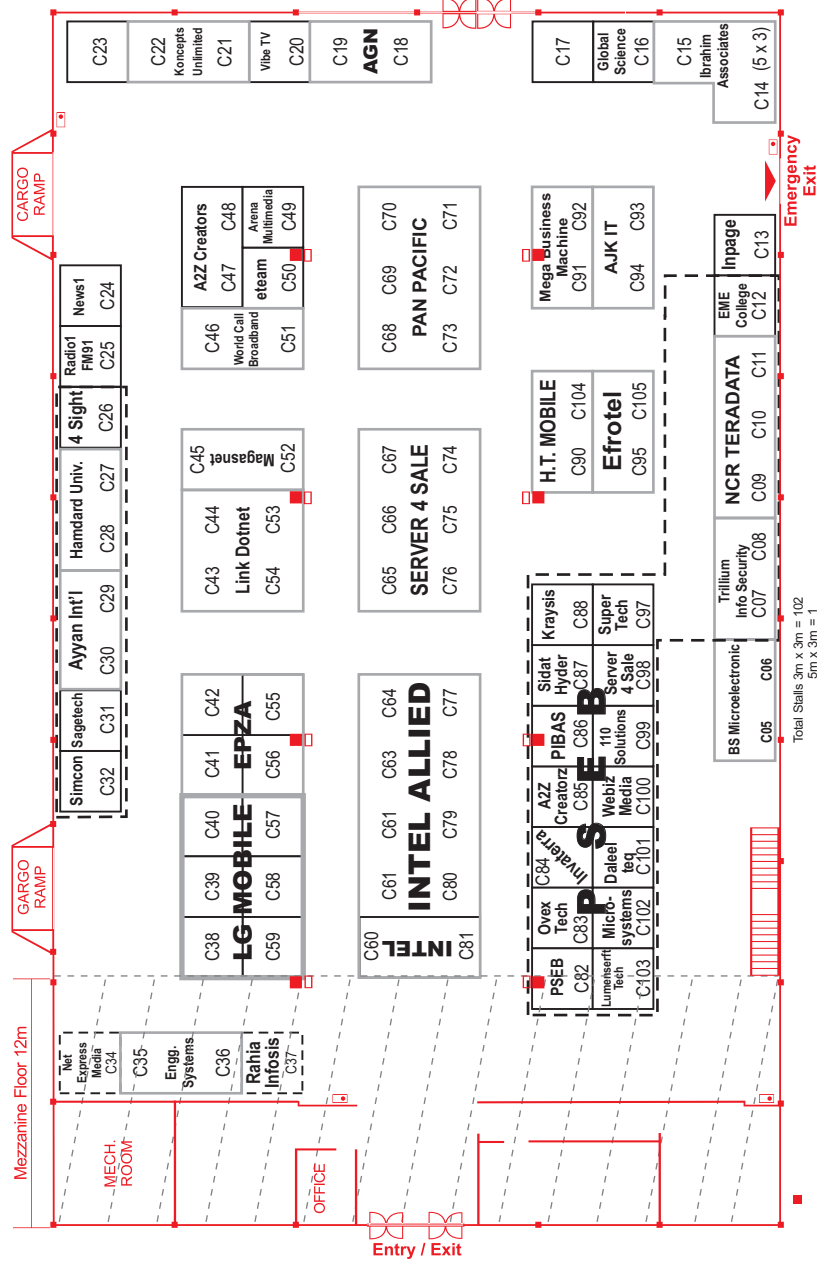 C23
C22
Koncepts
Unlimited
C21
Vibe TV
C20
C19
AGN
C18
C17
Global
Science
C16
C15
Ibrahim
Associates
C14 (5 x 3)
CARGO
RAMP
Emergency
Exit
News1
C24
Radio1
FM91
C25
4 Sight
C26
Hamdard Univ.
C28
C27
Ayyan Int'l
C30
C29
Sagetech
C31
Simcon
C32
A2Z Creators
C47
C48
Arena
Multimedia
C49
eteam
C50
C46
World Call
Broadband
C51
C45
Magasnet
C52
C43
C44
Link Dotnet
C54
C53
C42
C41
EPZA
C56
C55
C38
C39
C40
LG MOBILE
C59
C58
C57
C68
C69
C70
PAN PACIFIC
C73
C72
C71
C65
C66
C67
SERVER 4 SALE
C76
C75
C74
C61
C61
C63
C64
INTEL ALLIED
C80
C79
C78
C77
C60
INTEL
C81
Mega Business
Machine
C91
C92
AJK IT
C94
C93
H.T. MOBILE
C90
C104
Efrotel
C95
C105
Kraysis
C88
Super
Tech
C97
Sidat
Hyder
C87
Server
4 Sale
C98
PIBAS
C86
110
Solutions
C99
A2Z
Creatorz
C85
Webiz
Media
C100
Invaterra
C84
Daleel
teq
C101
Ovex
Tech
C83
Micro-
systems
C102
PSEB
C82
Lumenserft
Tech
C103
P S E B
Inpage
C13
EME
College
C12
NCR TERADATA
C09
C10
C11
Trillium
Info Security
C07
C08
BS Microelectronic
C05
C06
Total Stalls 3m x 3m = 102
5m x 3m = 1
GARGO
RAMP
Mezzanine Floor 12m
Net
Express
Media
C34
C35
Engg.
Systems
C36
Rahia
Infosis
C37
MECH.
ROOM
OFFICE
Entry / Exit